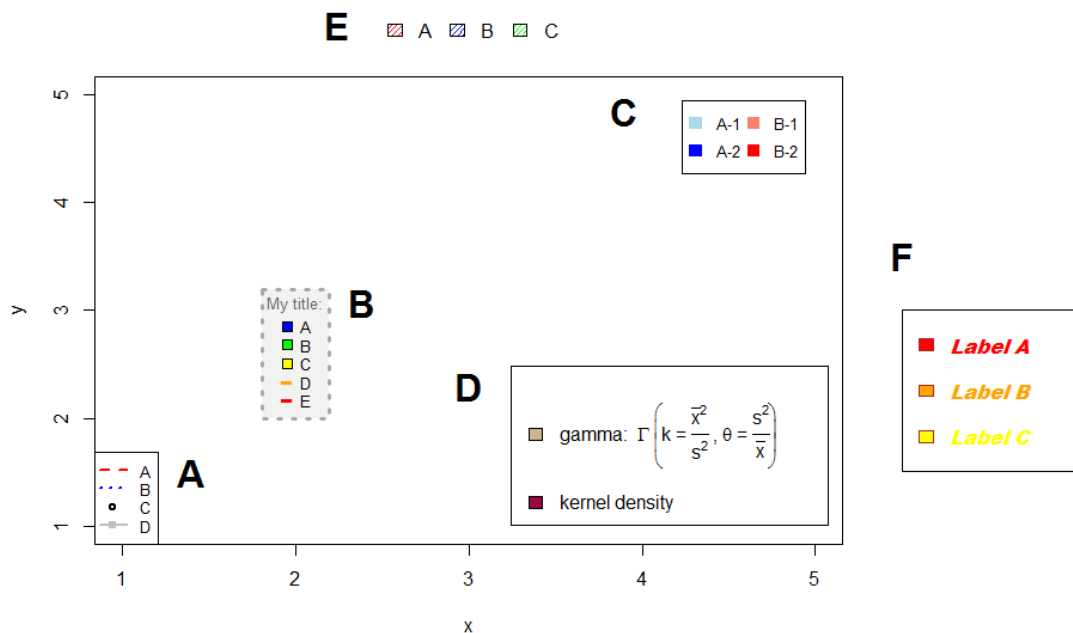 E A B C
5
C
A-1 B-1
A-2 B-2
4
F
y
3
My title:
B
A
B
C
D
E
Label A
Label B
Label C
D
gamma: Γ(k = x̄²/s², θ = s²/x̄)
kernel density
2
A
A
B
C
D
1
1 2 3 4 5
x